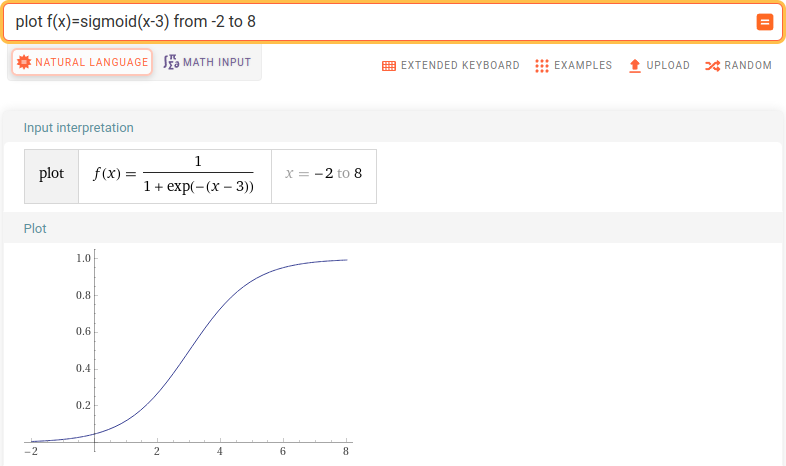 plot f(x)=sigmoid(x-3) from -2 to 8
NATURAL LANGUAGE
MATH INPUT
EXTENDED KEYBOARD
EXAMPLES
UPLOAD
RANDOM
Input interpretation
plot
f(x) = 1 / 1 + exp(−(x − 3))
x = −2 to 8
Plot
1.0
0.8
0.6
0.4
0.2
−2 2 4 6 8